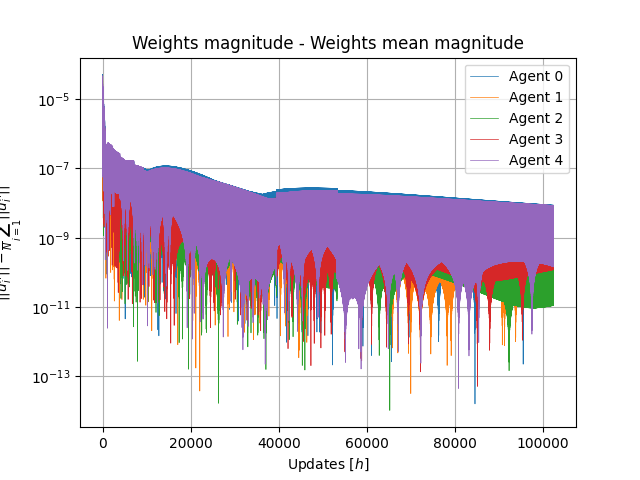 Weights magnitude - Weights mean magnitude
Agent 0
Agent 1
Agent 2
Agent 3
Agent 4
10⁻⁵
10⁻⁷
10⁻⁹
10⁻¹¹
10⁻¹³
0 20000 40000 60000 80000 100000
Updates [h]